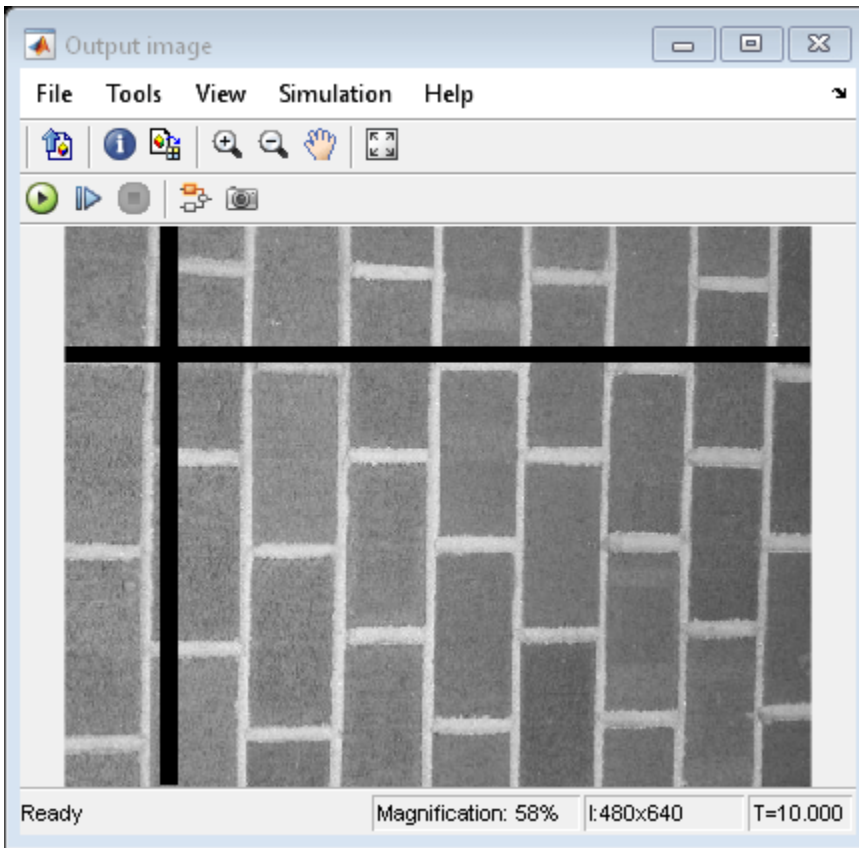 Output image
File Tools View Simulation Help
Ready Magnification: 58% I:480x640 T=10.000